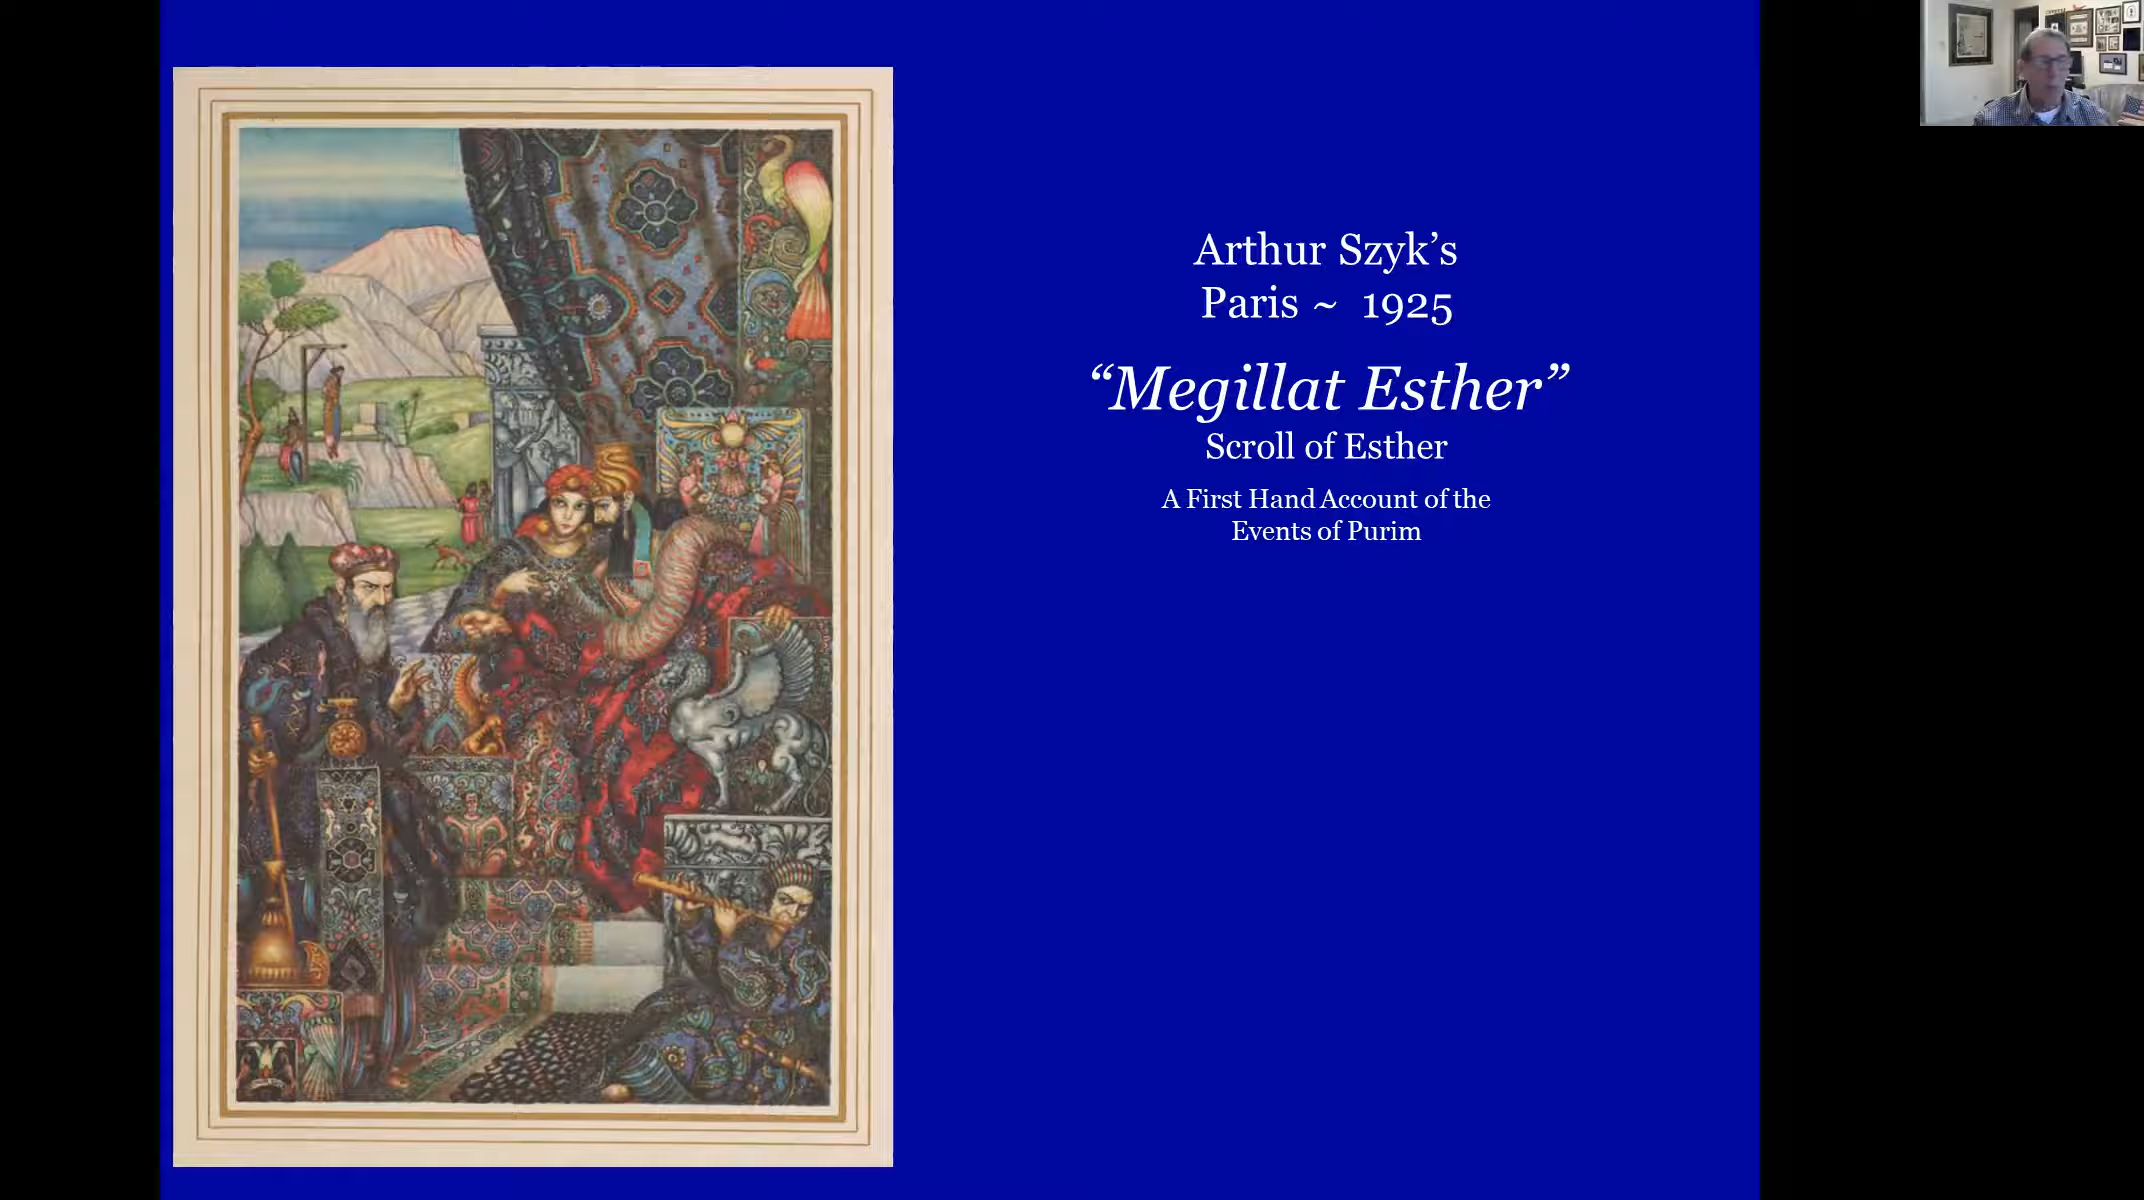 Arthur Szyk’s
Paris ~ 1925
“Megillat Esther”
Scroll of Esther
A First Hand Account of the
Events of Purim